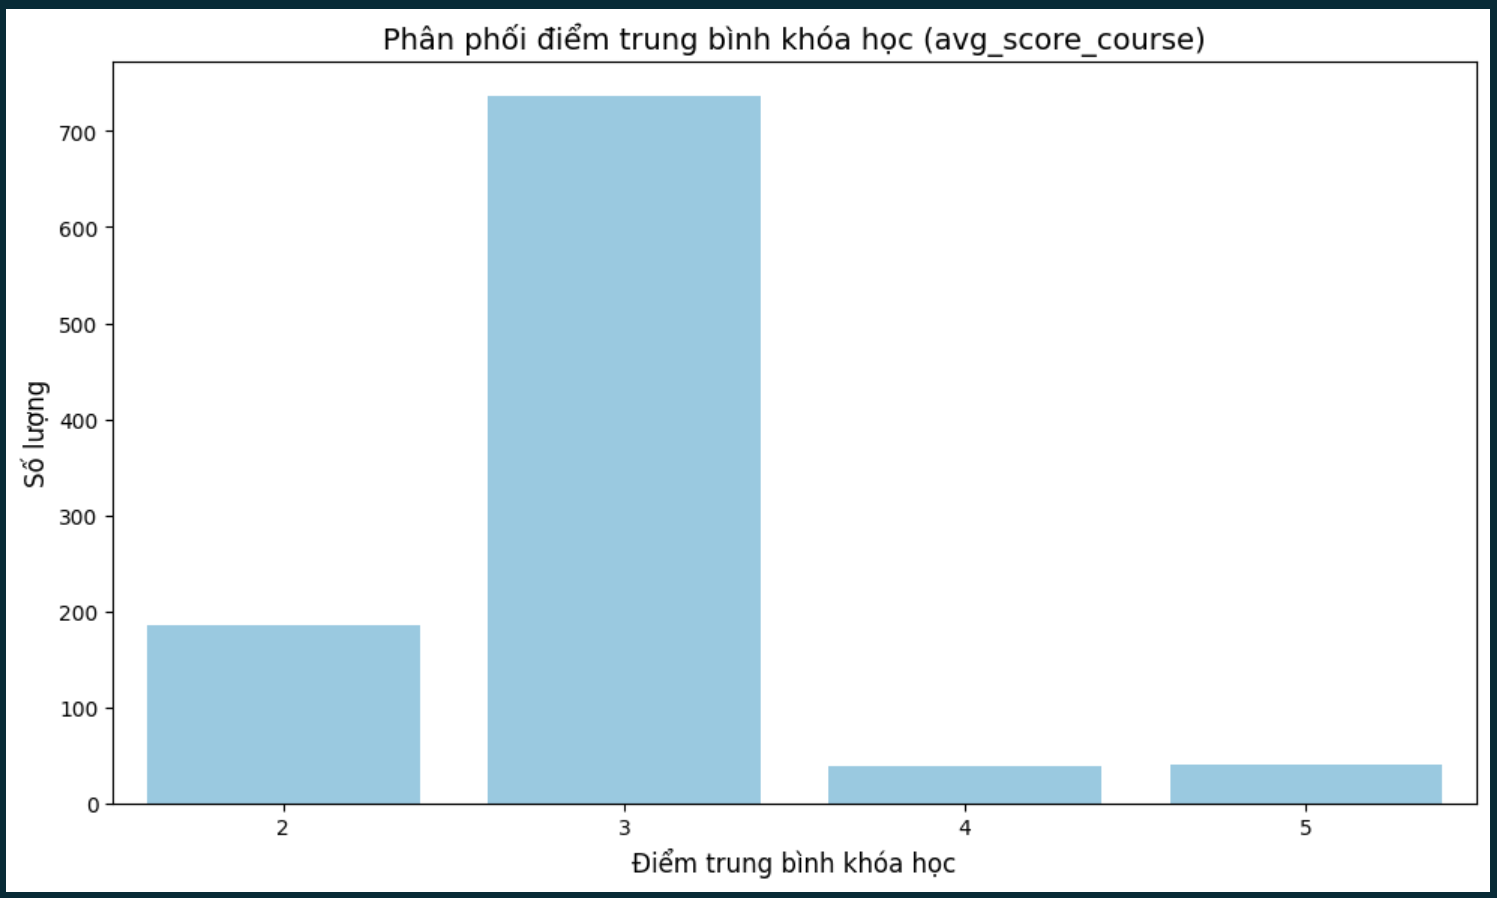 Phân phối điểm trung bình khóa học (avg_score_course)
700
600
500
400
300
200
100
0
Số lượng
2 3 4 5
Điểm trung bình khóa học